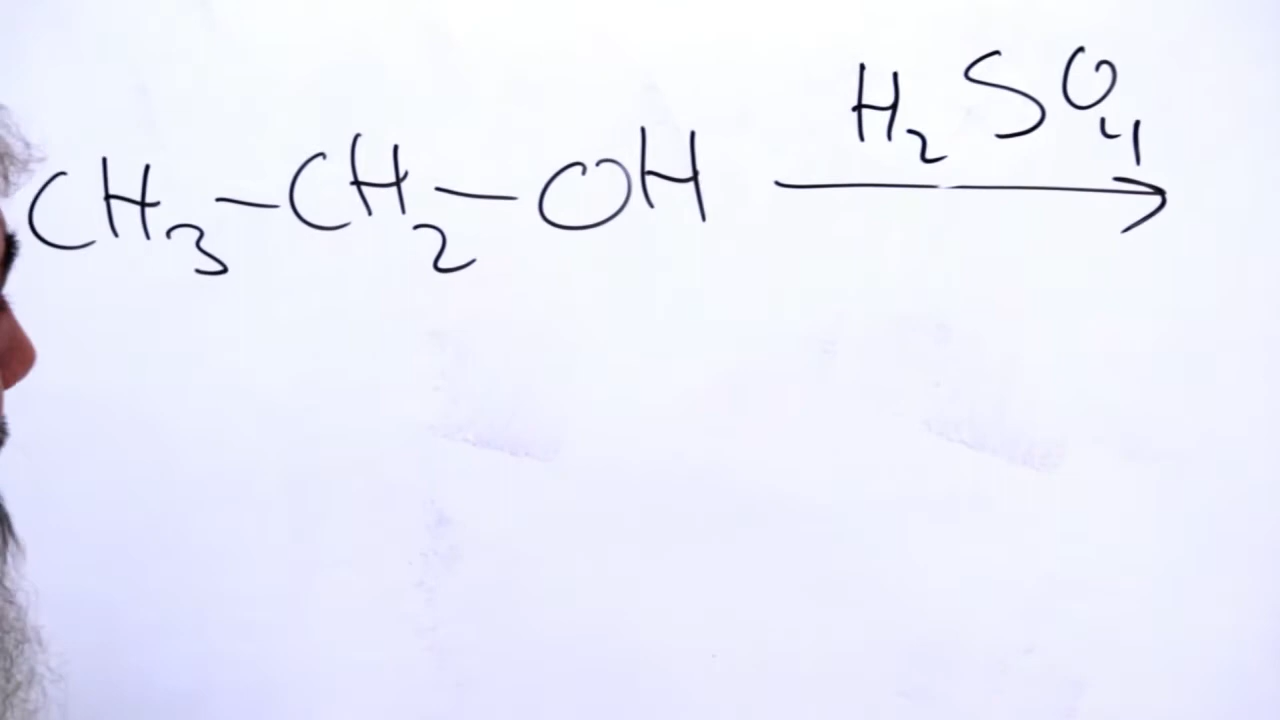 CH₃-CH₂-OH H₂SO₄ →